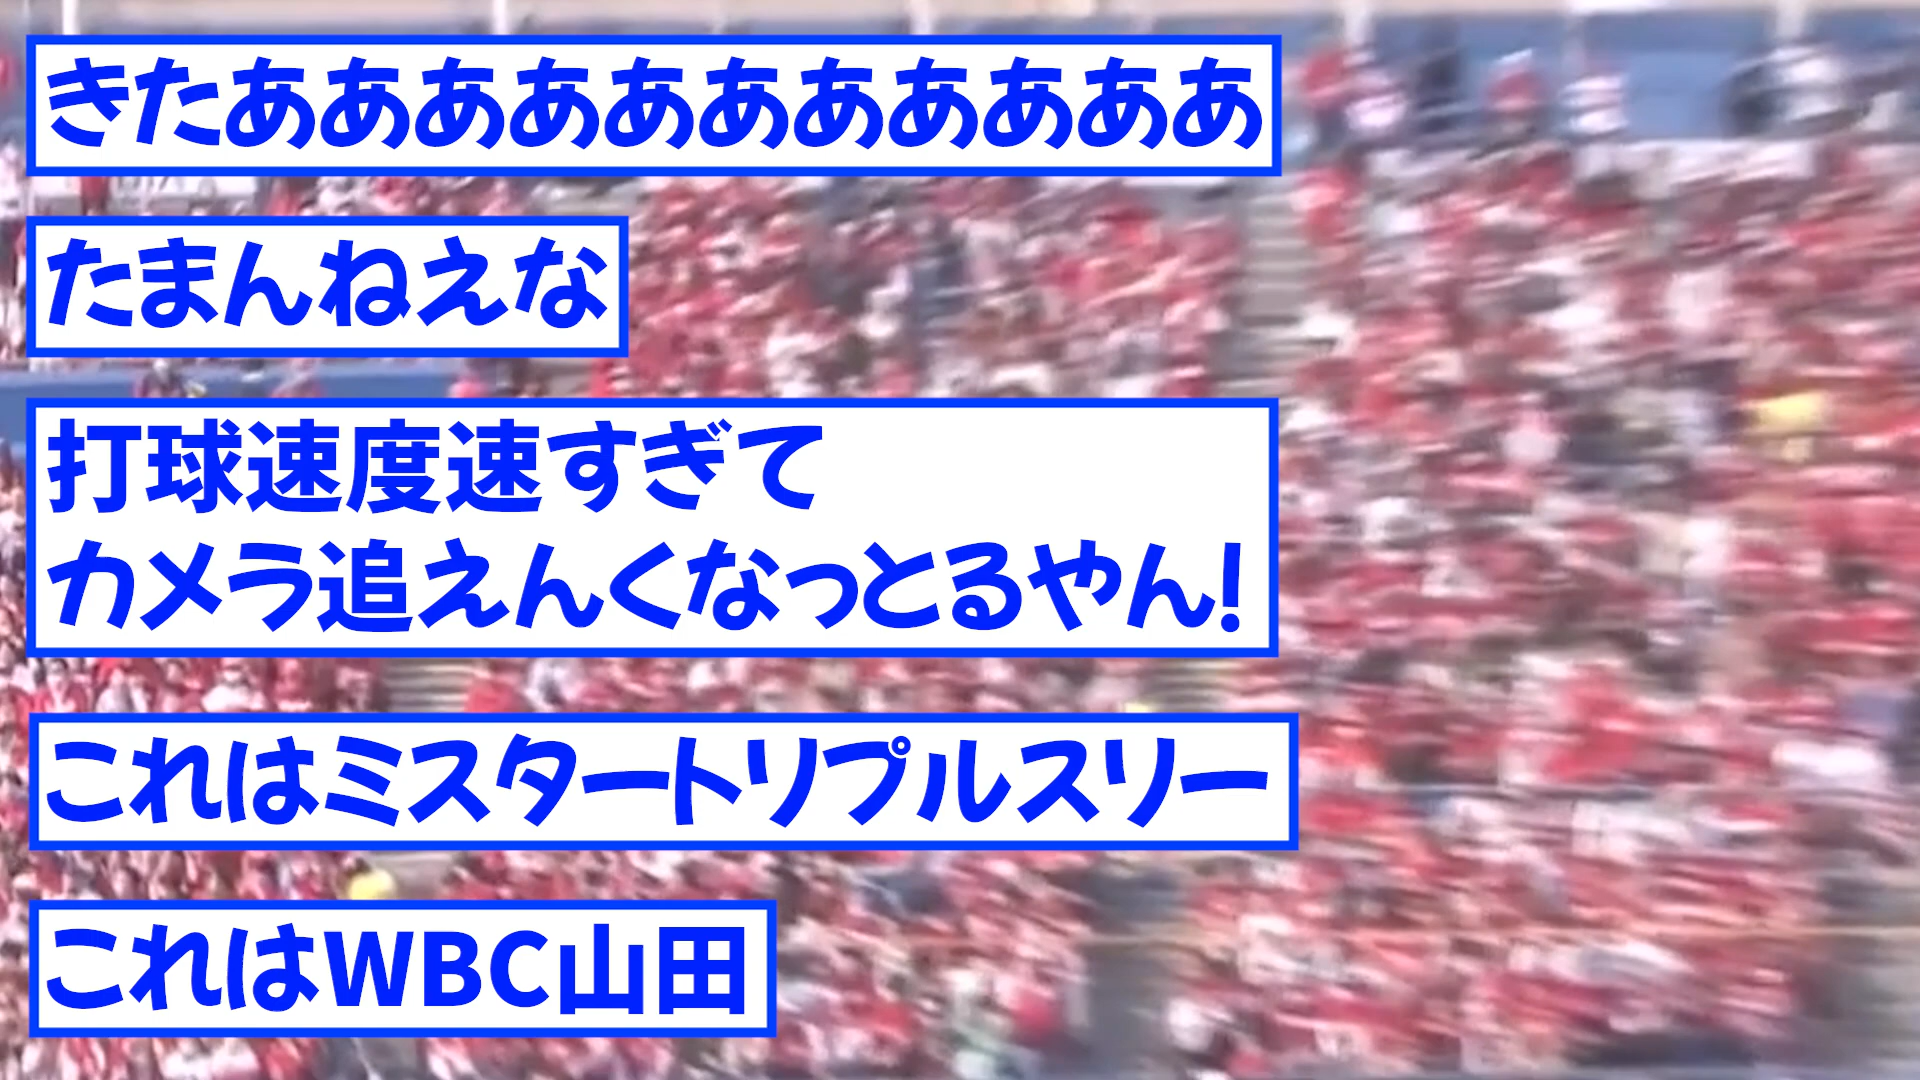 きたあああああああああああ
たまんねえな
打球速度速すぎて
カメラ追えんくなっとるやん!
これはミスタートリプルスリー
これはWBC山田